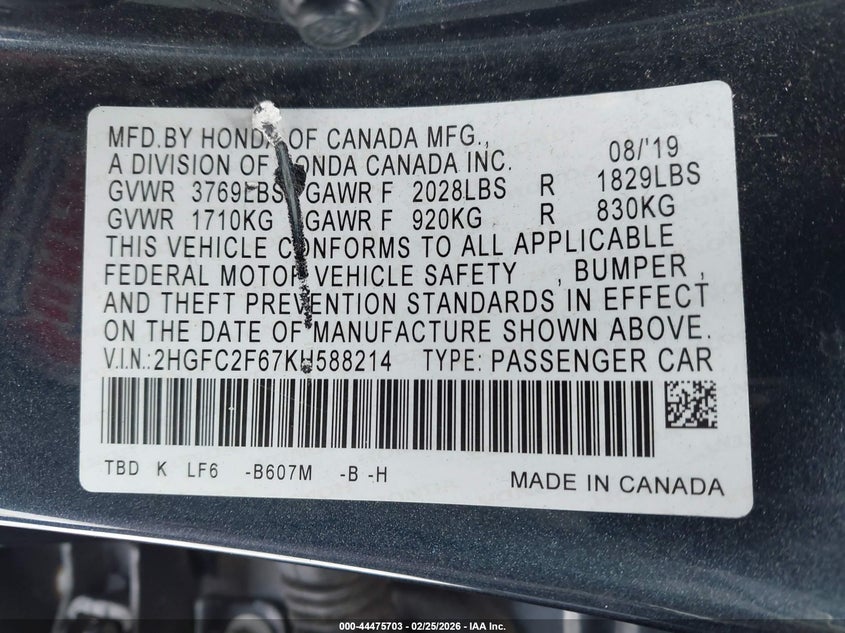 MFD.BY HONDA OF CANADA MFG.,
A DIVISION OF HONDA CANADA INC. 08/'19
GVWR 3769LBS GAWR F 2028LBS R 1829LBS
GVWR 1710KG GAWR F 920KG R 830KG
THIS VEHICLE CONFORMS TO ALL APPLICABLE
FEDERAL MOTOR VEHICLE SAFETY , BUMPER ,
AND THEFT PREVENTION STANDARDS IN EFFECT
ON THE DATE OF MANUFACTURE SHOWN ABOVE.
V.I.N.: 2HGFC2F67KH588214 TYPE: PASSENGER CAR
TBD K LF6 -B607M -B -H
MADE IN CANADA
000-44475703 - 02/25/2026 - IAA Inc.